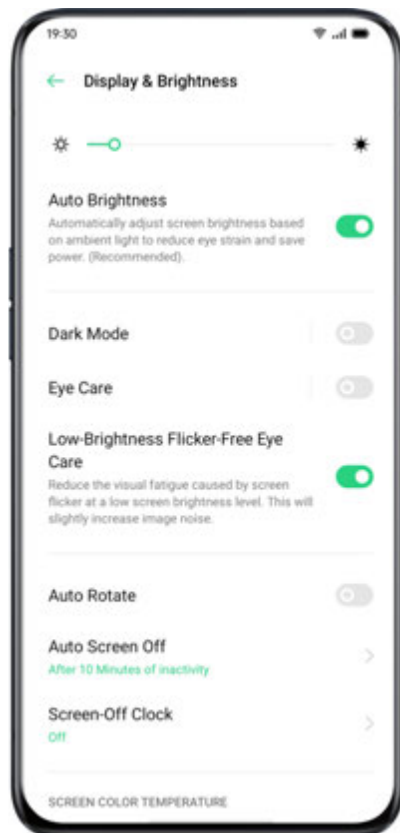 19:30
Display & Brightness
Auto Brightness
Automatically adjust screen brightness based
on ambient light to reduce eye strain and save
power. (Recommended).
Dark Mode
Eye Care
Low-Brightness Flicker-Free Eye
Care
Reduce the visual fatigue caused by screen
flicker at a low screen brightness level. This will
slightly increase image noise.
Auto Rotate
Auto Screen Off
After 10 Minutes of inactivity
Screen-Off Clock
Off
SCREEN COLOR TEMPERATURE